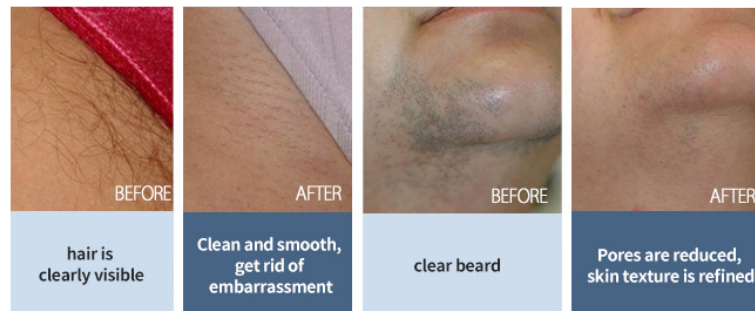 BEFORE
hair is
clearly visible
AFTER
Clean and smooth,
get rid of
embarrassment
BEFORE
clear beard
AFTER
Pores are reduced,
skin texture is refined